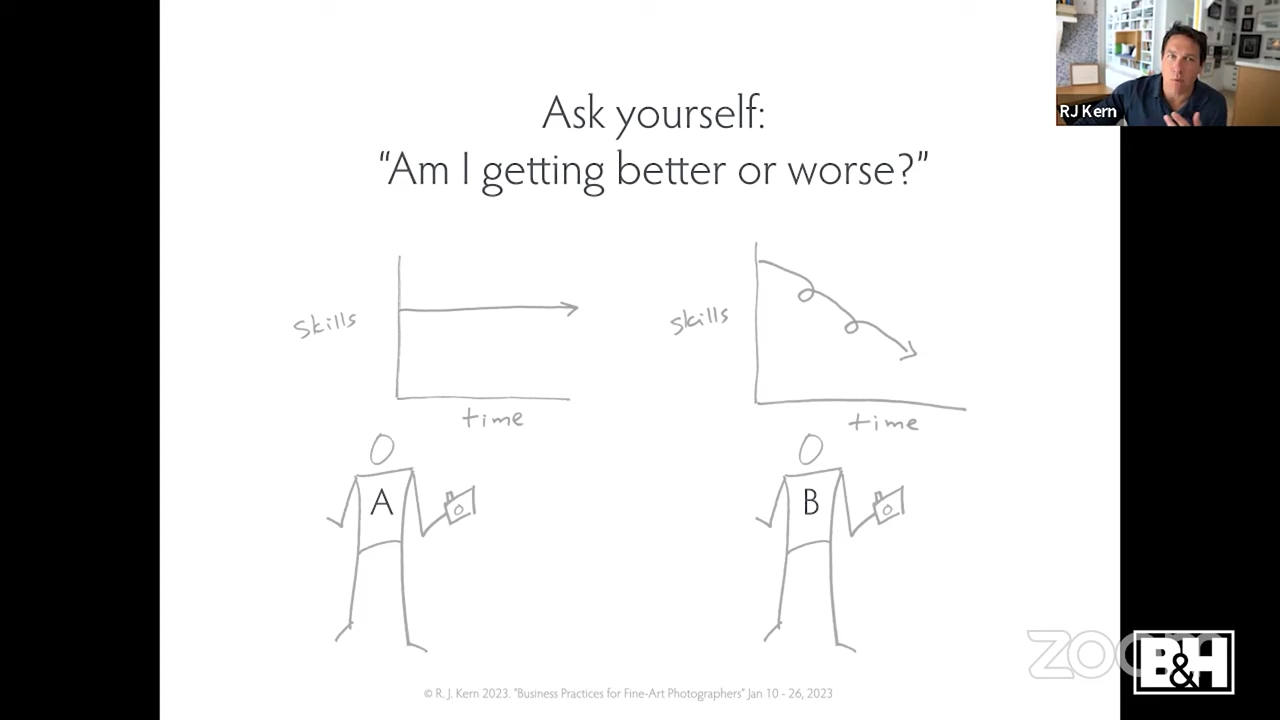 RJ Kern
Ask yourself:
“Am I getting better or worse?”
Skills
time
skills
time
A
B
zoom
B&H
© R. J. Kern 2023. "Business Practices for Fine-Art Photographers" Jan 10 - 26, 2023